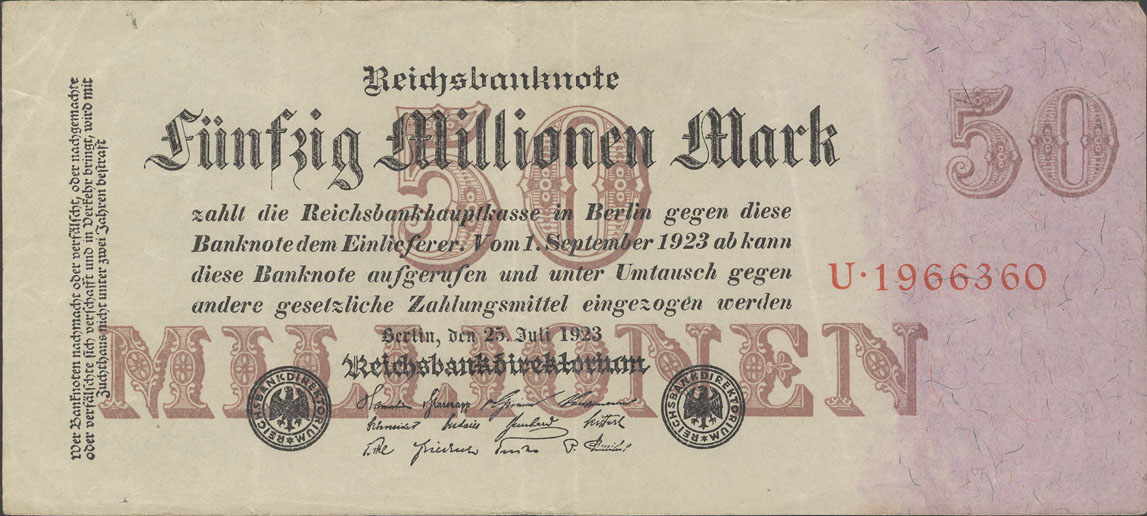 Reichsbanknote
Fünfzig Millionen Mark
50
50
zahlt die Reichsbankhauptkasse in Berlin gegen diese
Banknote dem Einlieferer. Vom 1. September 1923 ab kann
diese Banknote aufgerufen und unter Umtausch gegen
andere gesetzliche Zahlungsmittel eingezogen werden
U·1966360
MILLIONEN
Berlin, den 25. Juli 1923
Reichsbankdirektorium
REICHSBANKDIREKTORIUM
REICHSBANKDIREKTORIUM
Friedrich
Wer Banknoten nachmacht oder verfälscht, oder nachgemachte
oder verfälschte sich verschafft und in Verkehr bringt, wird mit
Zuchthaus nicht unter zwei Jahren bestraft